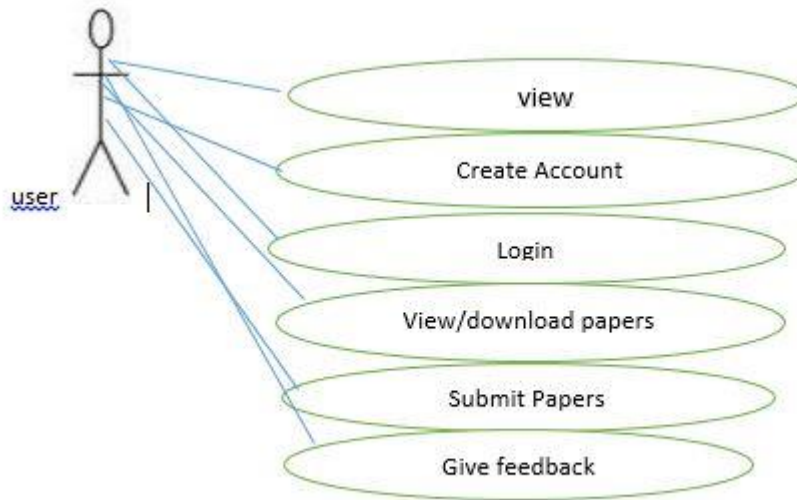 view
Create Account
user
Login
View/download papers
Submit Papers
Give feedback